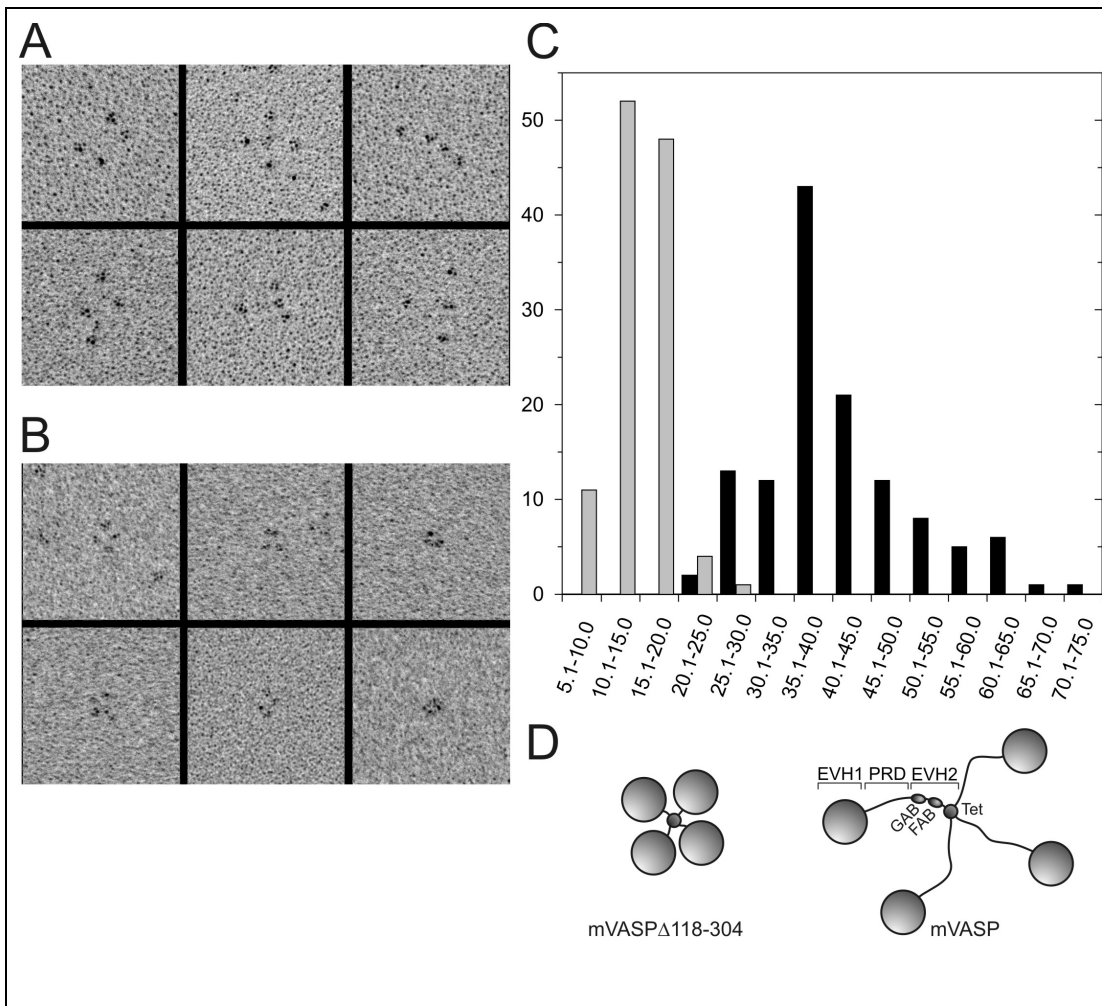 A
B
C
50
40
30
20
10
0
5.1-10.0
10.1-15.0
15.1-20.0
20.1-25.0
25.1-30.0
30.1-35.0
35.1-40.0
40.1-45.0
45.1-50.0
50.1-55.0
55.1-60.0
60.1-65.0
65.1-70.0
70.1-75.0
D
EVH1 PRD EVH2
GAB
FAB
Tet
mVASPΔ118-304
mVASP